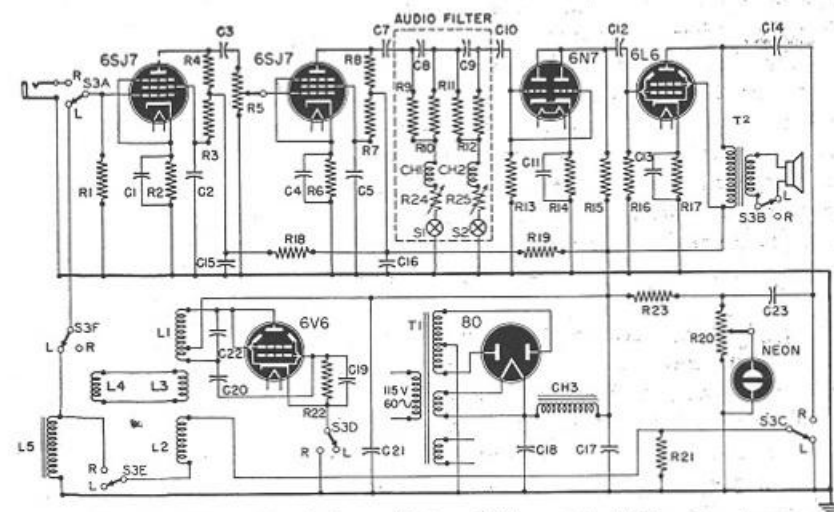 AUDIO FILTER
C3 C7 C10 C12 C14
6SJ7 6SJ7 6N7 6L6
R4 R8 C8 C9
R S3A R9 R11 T2
L R5
R3 R7 R10 R12
CH1 CH2
R1 C1 R2 C2 C4 R6 C5 R24 R25 R13 C11 R14 R15 R16 C13 R17 L
S1 S2 S3B R
R18 R19
C15 C16
L1 6V6 T1 80 R23 C23
S3F C22 R20
L R NEON
L4 L3 C20 C19 115 V CH3
R22 60~
S3D R
L5 L2 S3C
R S3E R L C21 C18 C17 R21 L
L